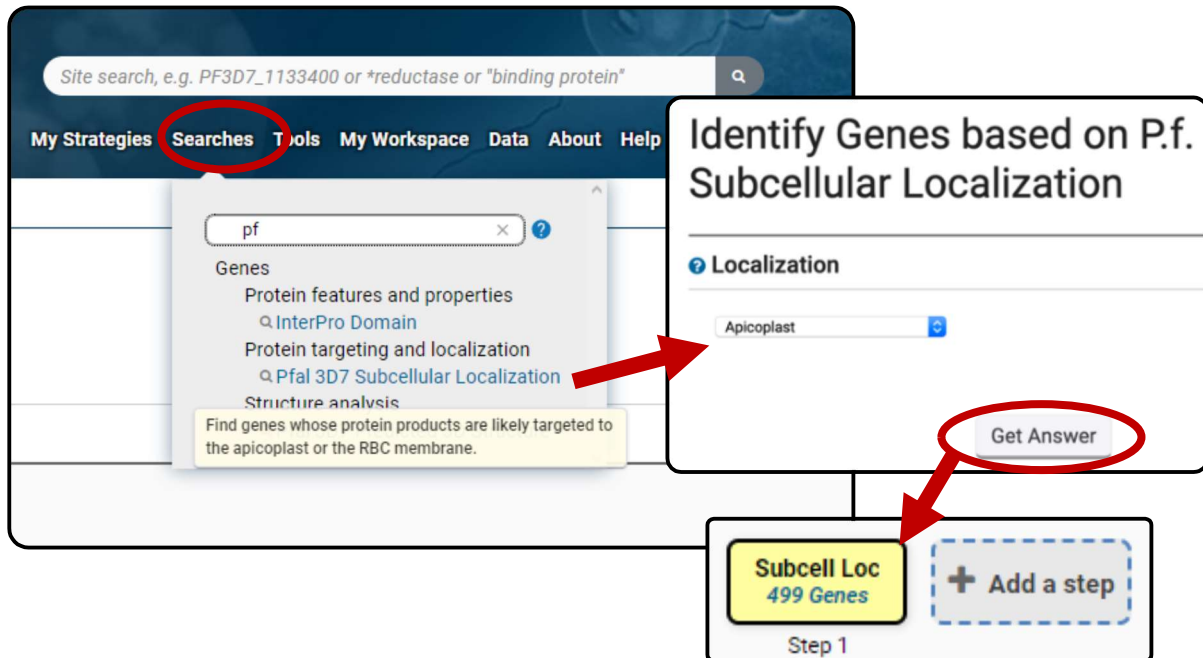 Site search, e.g. PF3D7_1133400 or *reductase or "binding protein"
My Strategies Searches Tools My Workspace Data About Help
pf
Genes
Protein features and properties
InterPro Domain
Protein targeting and localization
Pfal 3D7 Subcellular Localization
Structure analysis
Find genes whose protein products are likely targeted to
the apicoplast or the RBC membrane.
Identify Genes based on P.f.
Subcellular Localization
Localization
Apicoplast
Get Answer
Subcell Loc
499 Genes
Add a step
Step 1